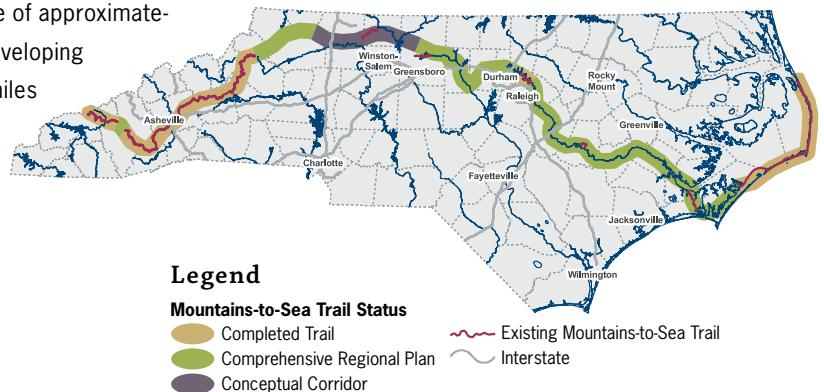 e of approximate-
eveloping
niles
Winston-
Salem
Greensboro
Durham
Raleigh
Rocky
Mount
Asheville
Greenville
Charlotte
Fayetteville
Jacksonville
Wilmington
Legend
Mountains-to-Sea Trail Status
Completed Trail
Comprehensive Regional Plan
Conceptual Corridor
Existing Mountains-to-Sea Trail
Interstate